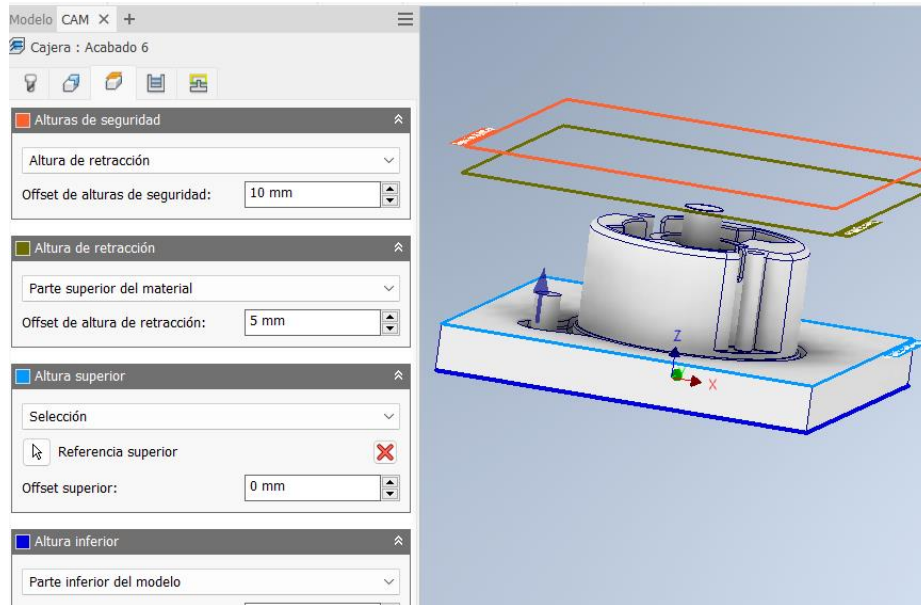 Modelo CAM × +
Cajera : Acabado 6
Alturas de seguridad
Altura de retracción
Offset de alturas de seguridad: 10 mm
Altura de retracción
Parte superior del material
Offset de altura de retracción: 5 mm
Altura superior
Selección
Referencia superior
Offset superior: 0 mm
Altura inferior
Parte inferior del modelo
Z
X